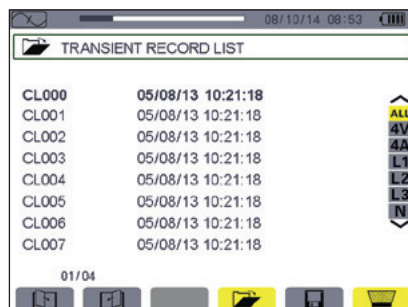 08/10/14 08:53
TRANSIENT RECORD LIST
CL000 05/08/13 10:21:18
CL001 05/08/13 10:21:18
CL002 05/08/13 10:21:18
CL003 05/08/13 10:21:18
CL004 05/08/13 10:21:18
CL005 05/08/13 10:21:18
CL006 05/08/13 10:21:18
CL007 05/08/13 10:21:18
ALL
4V
4A
L1
L2
L3
N
01/04